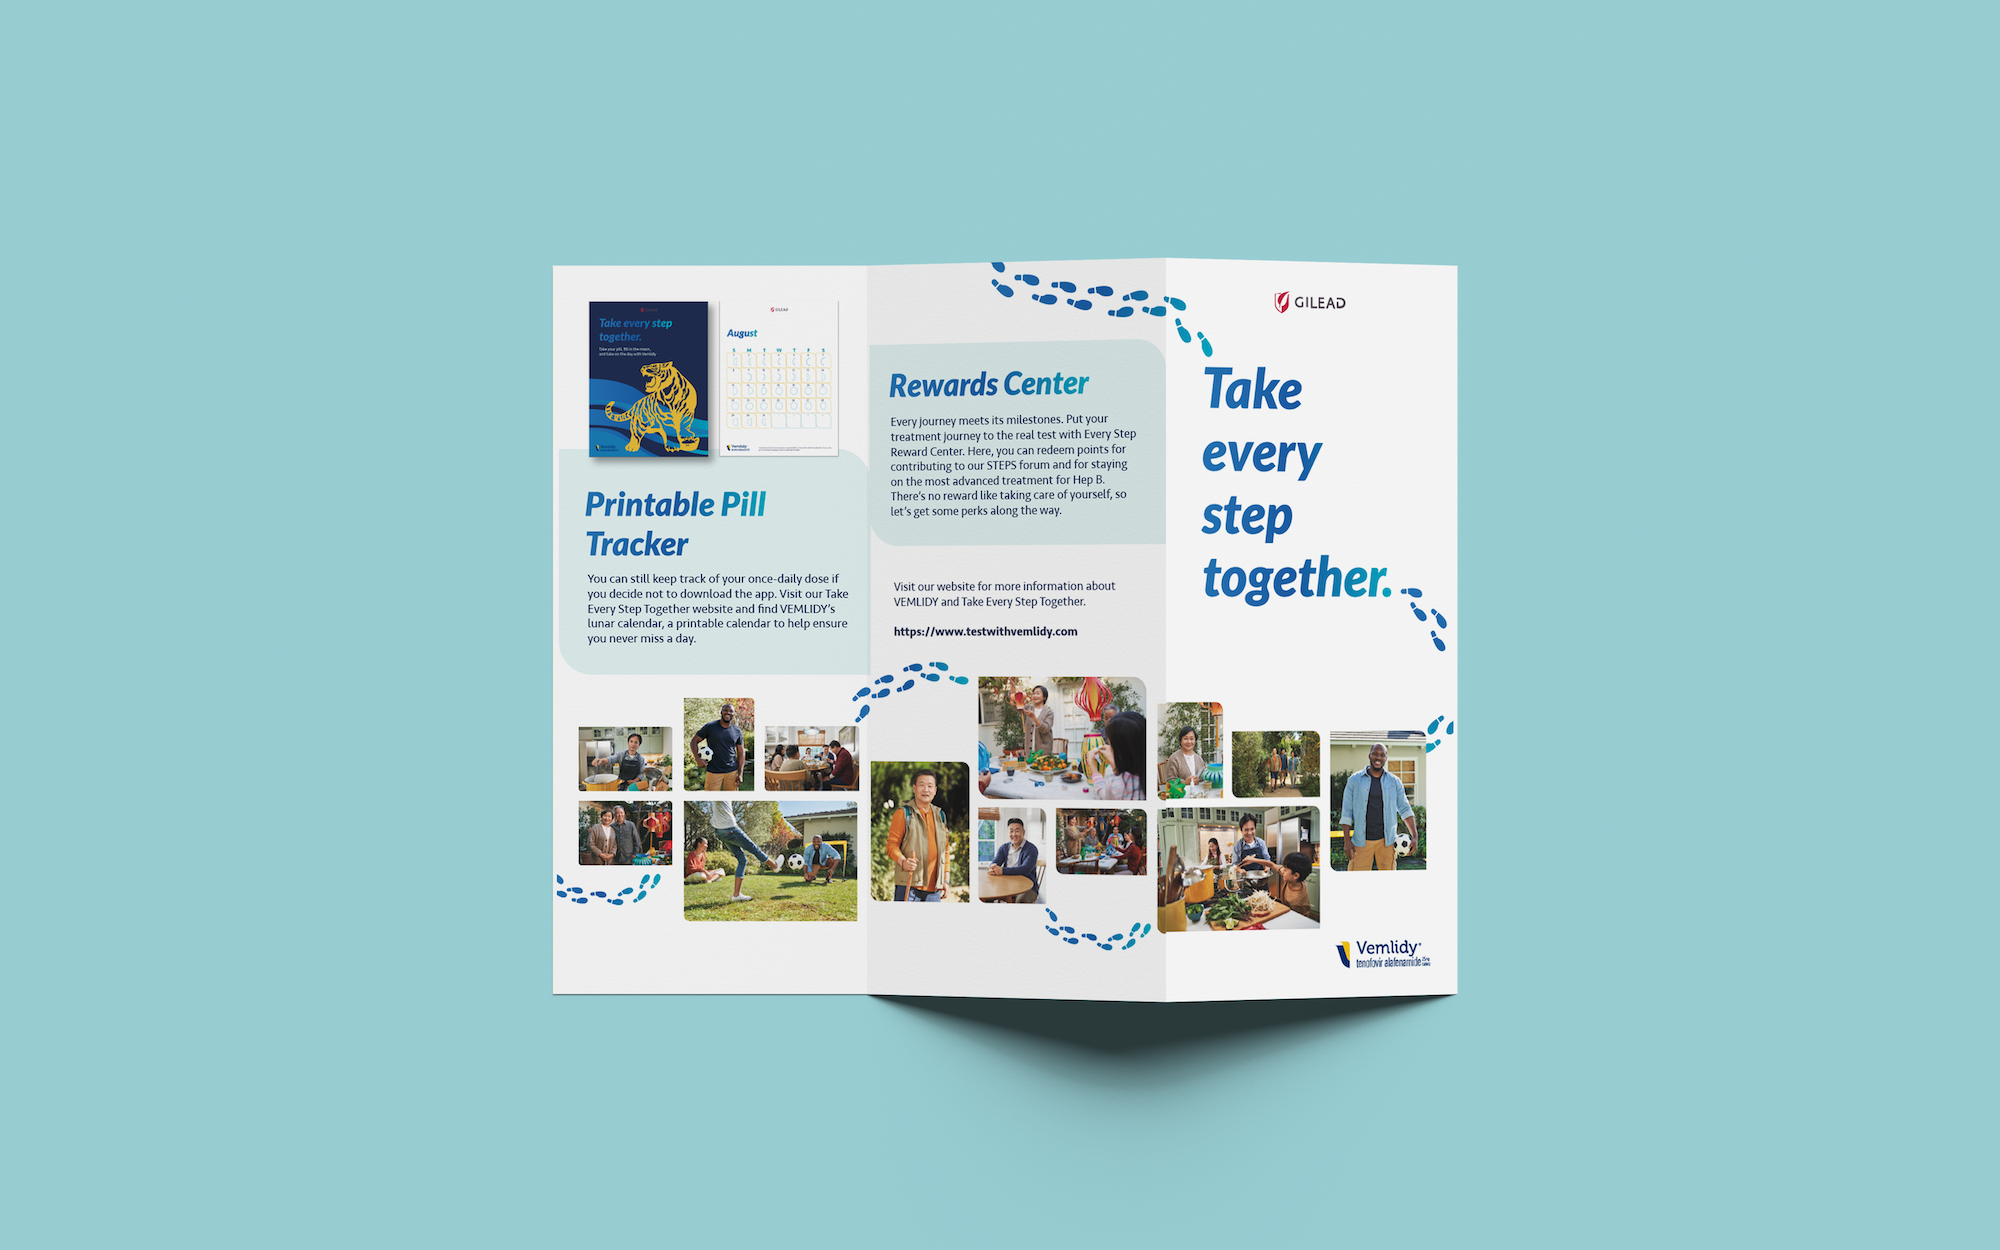 GILEAD
Take every step
together.
Take your pill, fill in the moon,
and take on the day with Vemlidy
Vemlidy
GILEAD
August
S M T W T F S
Vemlidy
Printable Pill
Tracker
You can still keep track of your once-daily dose if
you decide not to download the app. Visit our Take
Every Step Together website and find VEMLIDY's
lunar calendar, a printable calendar to help ensure
you never miss a day.
Rewards Center
Every journey meets its milestones. Put your
treatment journey to the real test with Every Step
Reward Center. Here, you can redeem points for
contributing to our STEPS forum and for staying
on the most advanced treatment for Hep B.
There's no reward like taking care of yourself, so
let's get some perks along the way.
Visit our website for more information about
VEMLIDY and Take Every Step Together.
https://www.testwithvemlidy.com
GILEAD
Take
every
step
together.
Vemlidy
tenofovir alafenamide